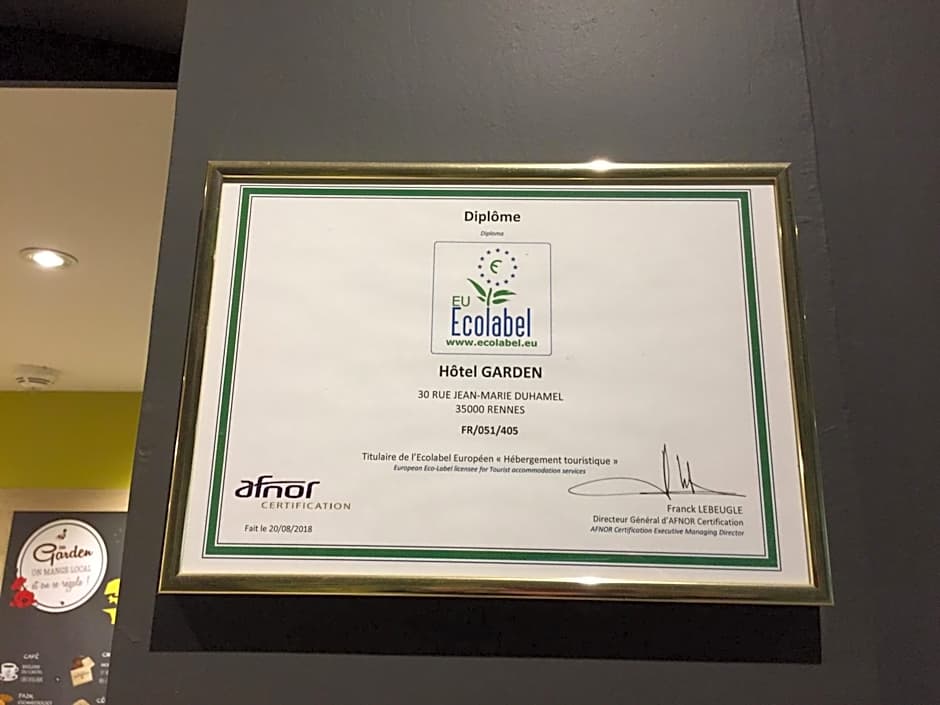 Diplôme
Diploma
€
EU
Ecolabel
www.ecolabel.eu
Hôtel GARDEN
30 RUE JEAN-MARIE DUHAMEL
35000 RENNES
FR/051/405
Titulaire de l'Ecolabel Européen « Hébergement touristique »
European Eco-Label licensee for Tourist accommodation services
afnor
CERTIFICATION
Fait le 20/08/2018
Franck LEBEUGLE
Directeur Général d'AFNOR Certification
AFNOR Certification Executive Managing Director
Garden
ON MANGE LOCAL
et on se régale !
CAFÉ
PAIN